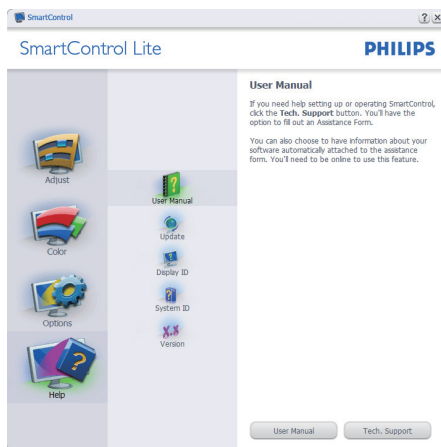 SmartControl
SmartControl Lite
PHILIPS
Adjust
Color
Options
Help
User Manual
Update
Display ID
System ID
X.X
Version
User Manual
If you need help setting up or operating SmartControl,
click the Tech. Support button. You'll have the
option to fill out an Assistance Form.
You can also choose to have information about your
software automatically attached to the assistance
form. You'll need to be online to use this feature.
User Manual
Tech. Support